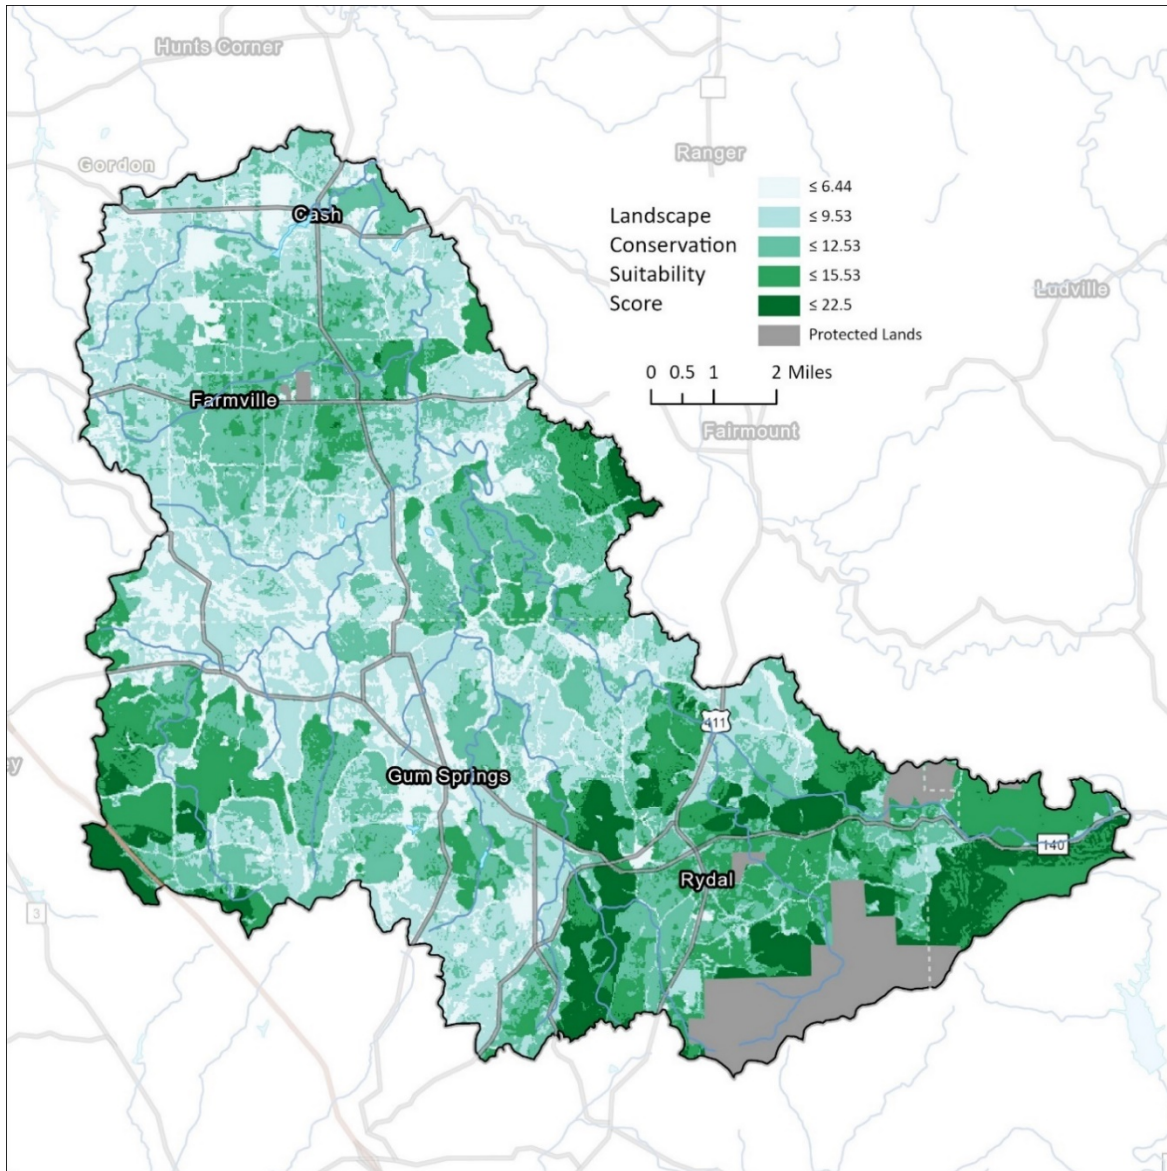 Hunts Corner
Gordon
Ranger
Cash
Landscape
Conservation
Suitability
Score
≤ 6.44
≤ 9.53
≤ 12.53
≤ 15.53
≤ 22.5
Protected Lands
Ludville
0 0.5 1 2 Miles
Farmville
Fairmount
411
ey
Gum Springs
140
Rydal
3